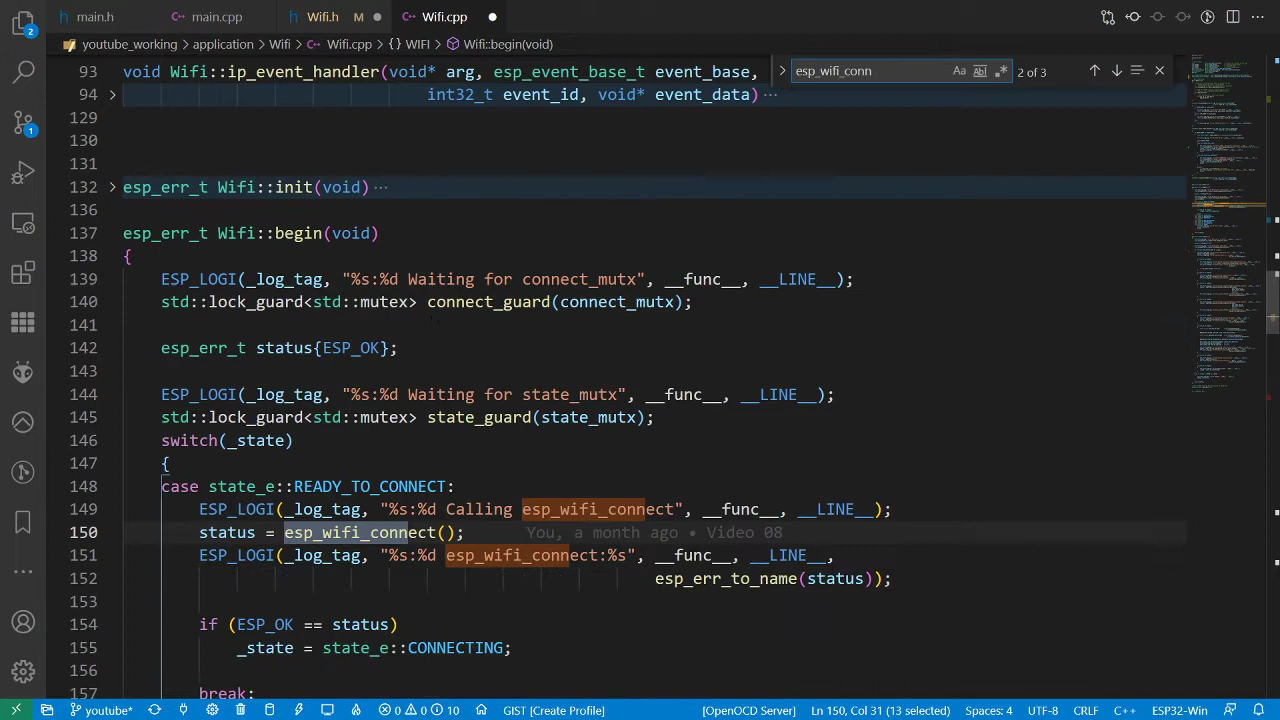 main.h main.cpp Wifi.h M Wifi.cpp
youtube_working > application > Wifi > Wifi.cpp > {} WIFI > Wifi::begin(void)
esp_wifi_conn Aa ab .* 2 of 3
93 void Wifi::ip_event_handler(void* arg, esp_event_base_t event_base,
94 int32_t event_id, void* event_data) ···
129
130
131
132 esp_err_t Wifi::init(void) ···
136
137 esp_err_t Wifi::begin(void)
138 {
139 ESP_LOGI(_log_tag, "%s:%d Waiting for connect_mutx", __func__, __LINE__);
140 std::lock_guard<std::mutex> connect_guard(connect_mutx);
141
142 esp_err_t status{ESP_OK};
143
144 ESP_LOGI(_log_tag, "%s:%d Waiting for state_mutx", __func__, __LINE__);
145 std::lock_guard<std::mutex> state_guard(state_mutx);
146 switch(_state)
147 {
148 case state_e::READY_TO_CONNECT:
149 ESP_LOGI(_log_tag, "%s:%d Calling esp_wifi_connect", __func__, __LINE__);
150 status = esp_wifi_connect(); You, a month ago • Video 08
151 ESP_LOGI(_log_tag, "%s:%d esp_wifi_connect:%s", __func__, __LINE__,
152 esp_err_to_name(status));
153
154 if (ESP_OK == status)
155 _state = state_e::CONNECTING;
156
157 break;
2
1
youtube* 0 0 10 GIST [Create Profile] [OpenOCD Server] Ln 150, Col 31 (13 selected) Spaces: 4 UTF-8 CRLF C++ ESP32-Win